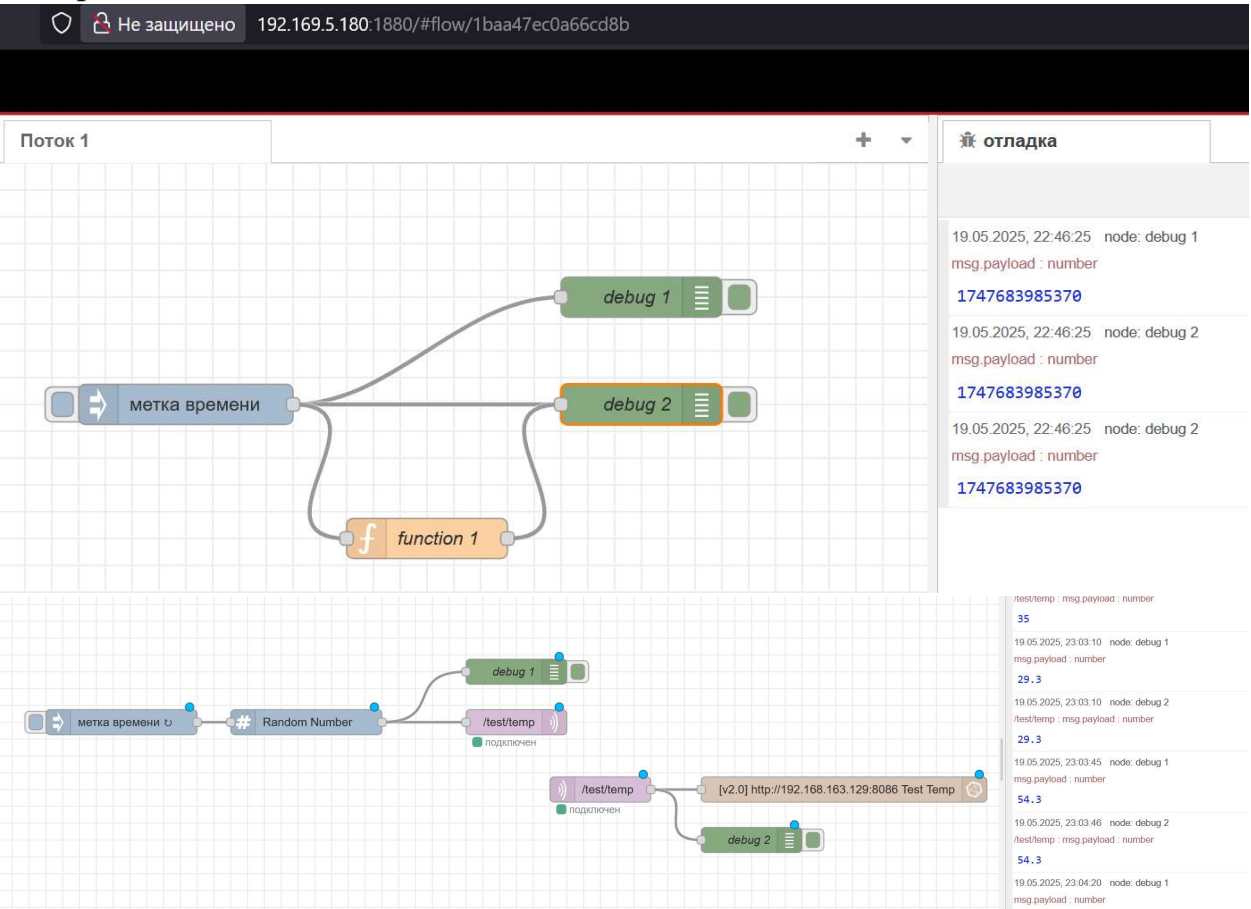 Не защищено 192.169.5.180:1880/#flow/1baa47ec0a66cd8b
Поток 1
отладка
19.05.2025, 22:46:25 node: debug 1
msg.payload : number
1747683985370
19.05.2025, 22:46:25 node: debug 2
msg.payload : number
1747683985370
19.05.2025, 22:46:25 node: debug 2
msg.payload : number
1747683985370
debug 1
метка времени
debug 2
function 1
/test/temp : msg.payload : number
35
19.05.2025, 23:03:10 node: debug 1
msg.payload : number
29.3
19.05.2025, 23:03:10 node: debug 2
/test/temp : msg.payload : number
29.3
19.05.2025, 23:03:45 node: debug 1
msg.payload : number
54.3
19.05.2025, 23:03:46 node: debug 2
/test/temp : msg.payload : number
54.3
19.05.2025, 23:04:20 node: debug 1
msg.payload : number
debug 1
метка времени ↻
Random Number
/test/temp
подключен
/test/temp
[v2.0] http://192.168.163.129:8086 Test Temp
подключен
debug 2